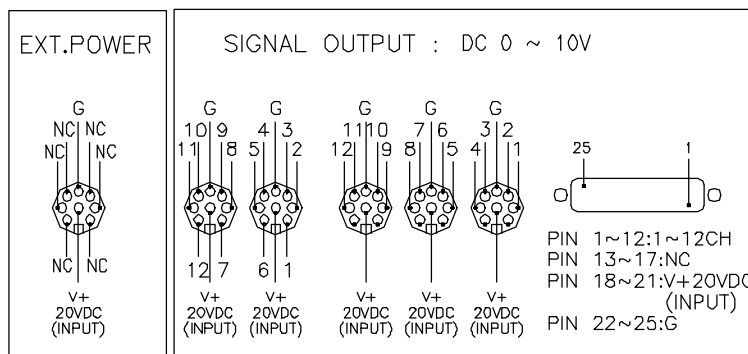 EXT.POWER
SIGNAL OUTPUT : DC 0 ~ 10V
G
NC NC
NC NC
NC NC
V+
20VDC
(INPUT)
G
10 9
11 8
12 7
V+
20VDC
(INPUT)
G
4 3
5 2
6 1
V+
20VDC
(INPUT)
G
11 10
12 9
V+
20VDC
(INPUT)
G
7 6
8 5
V+
20VDC
(INPUT)
G
3 2
4 1
V+
20VDC
(INPUT)
25 1
PIN 1~12:1~12CH
PIN 13~17:NC
PIN 18~21:V+20VDC
(INPUT)
PIN 22~25:G